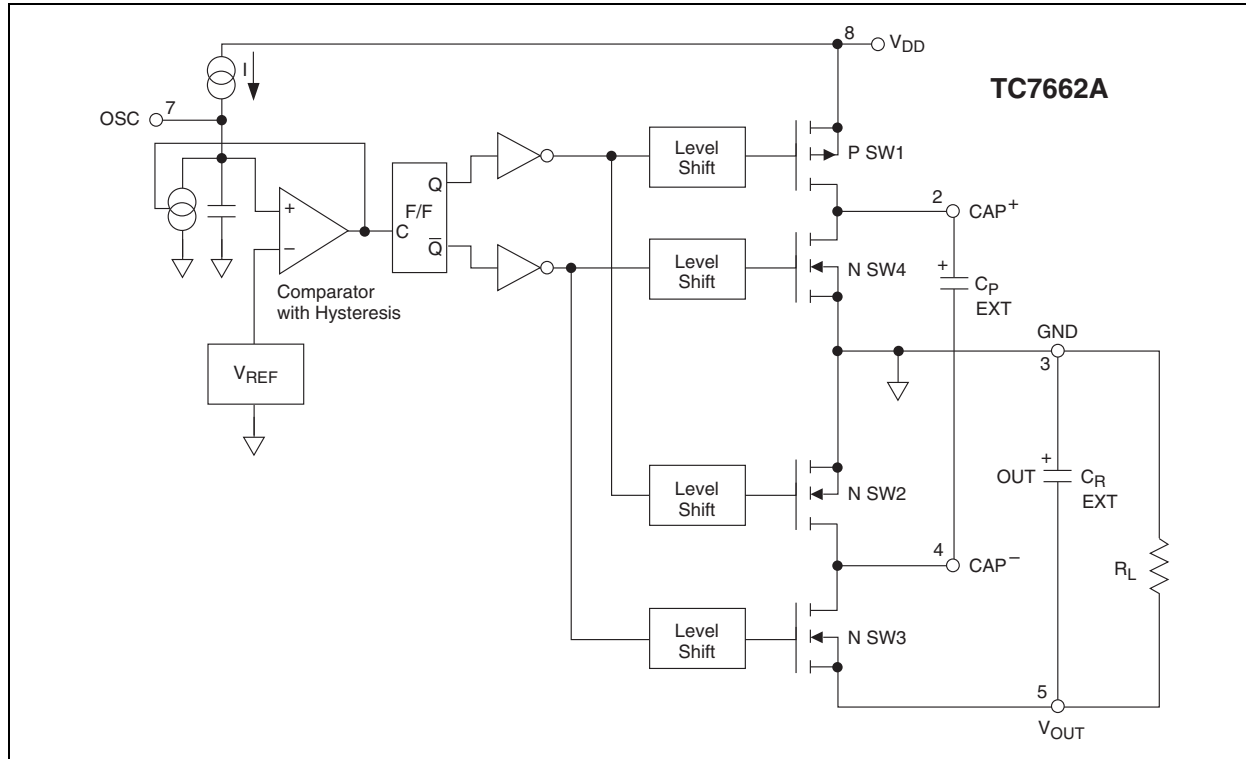 8
V_DD
TC7662A
I
OSC
7
Level
Shift
P SW1
Q
F/F
C
Q̅
2
CAP+
+
−
Level
Shift
N SW4
+
C_P
EXT
Comparator
with Hysteresis
GND
3
V_REF
Level
Shift
N SW2
+
OUT
C_R
EXT
4
CAP−
R_L
Level
Shift
N SW3
5
V_OUT